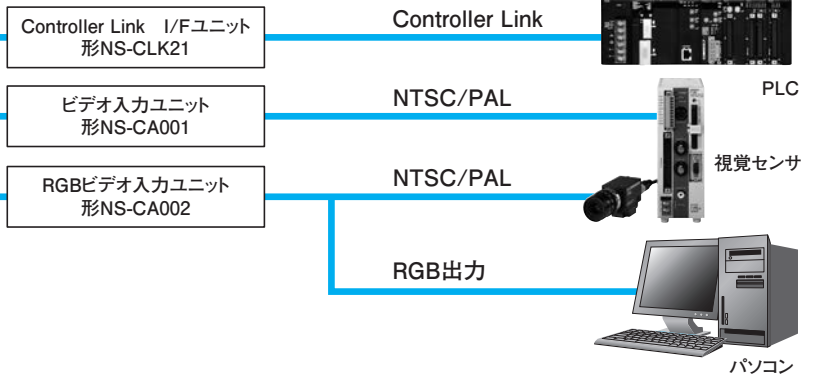 Controller Link I/Fユニット
形NS-CLK21
Controller Link
PLC
ビデオ入力ユニット
形NS-CA001
NTSC/PAL
視覚センサ
RGBビデオ入力ユニット
形NS-CA002
NTSC/PAL
RGB出力
パソコン